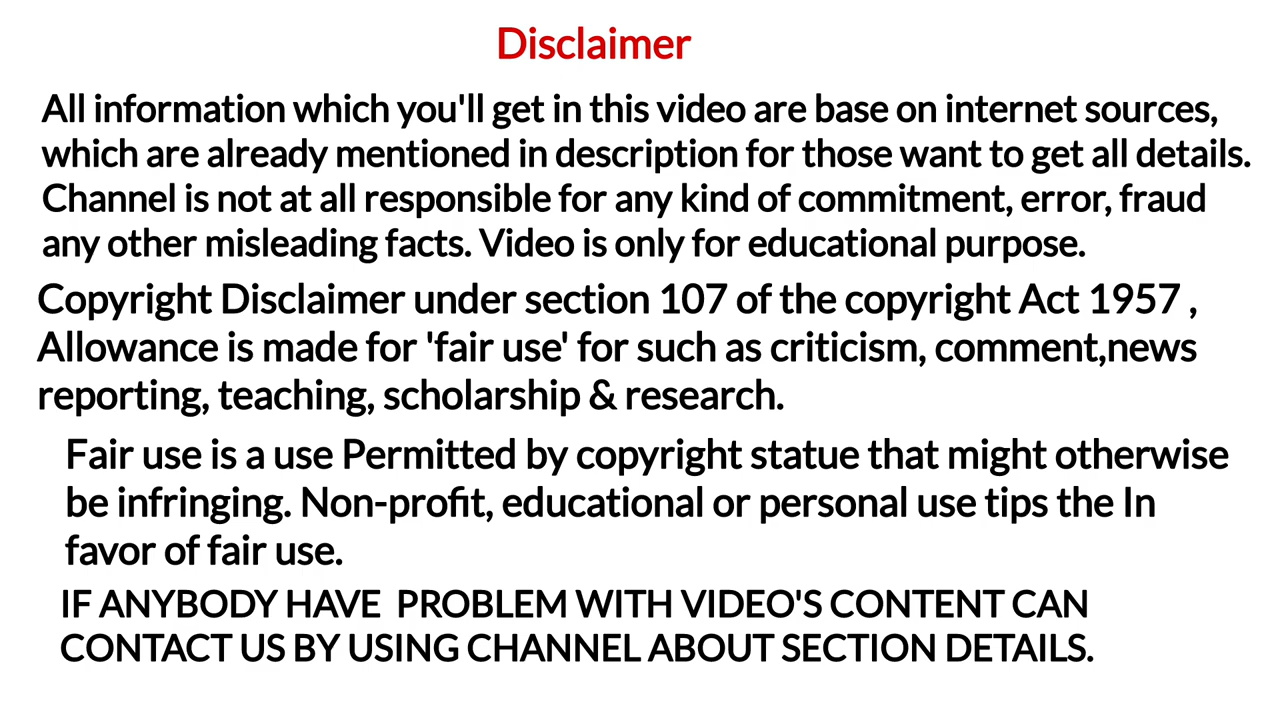 Disclaimer
All information which you'll get in this video are base on internet sources,
which are already mentioned in description for those want to get all details.
Channel is not at all responsible for any kind of commitment, error, fraud
any other misleading facts. Video is only for educational purpose.
Copyright Disclaimer under section 107 of the copyright Act 1957 ,
Allowance is made for 'fair use' for such as criticism, comment,news
reporting, teaching, scholarship & research.
Fair use is a use Permitted by copyright statue that might otherwise
be infringing. Non-profit, educational or personal use tips the In
favor of fair use.
IF ANYBODY HAVE  PROBLEM WITH VIDEO'S CONTENT CAN
CONTACT US BY USING CHANNEL ABOUT SECTION DETAILS.